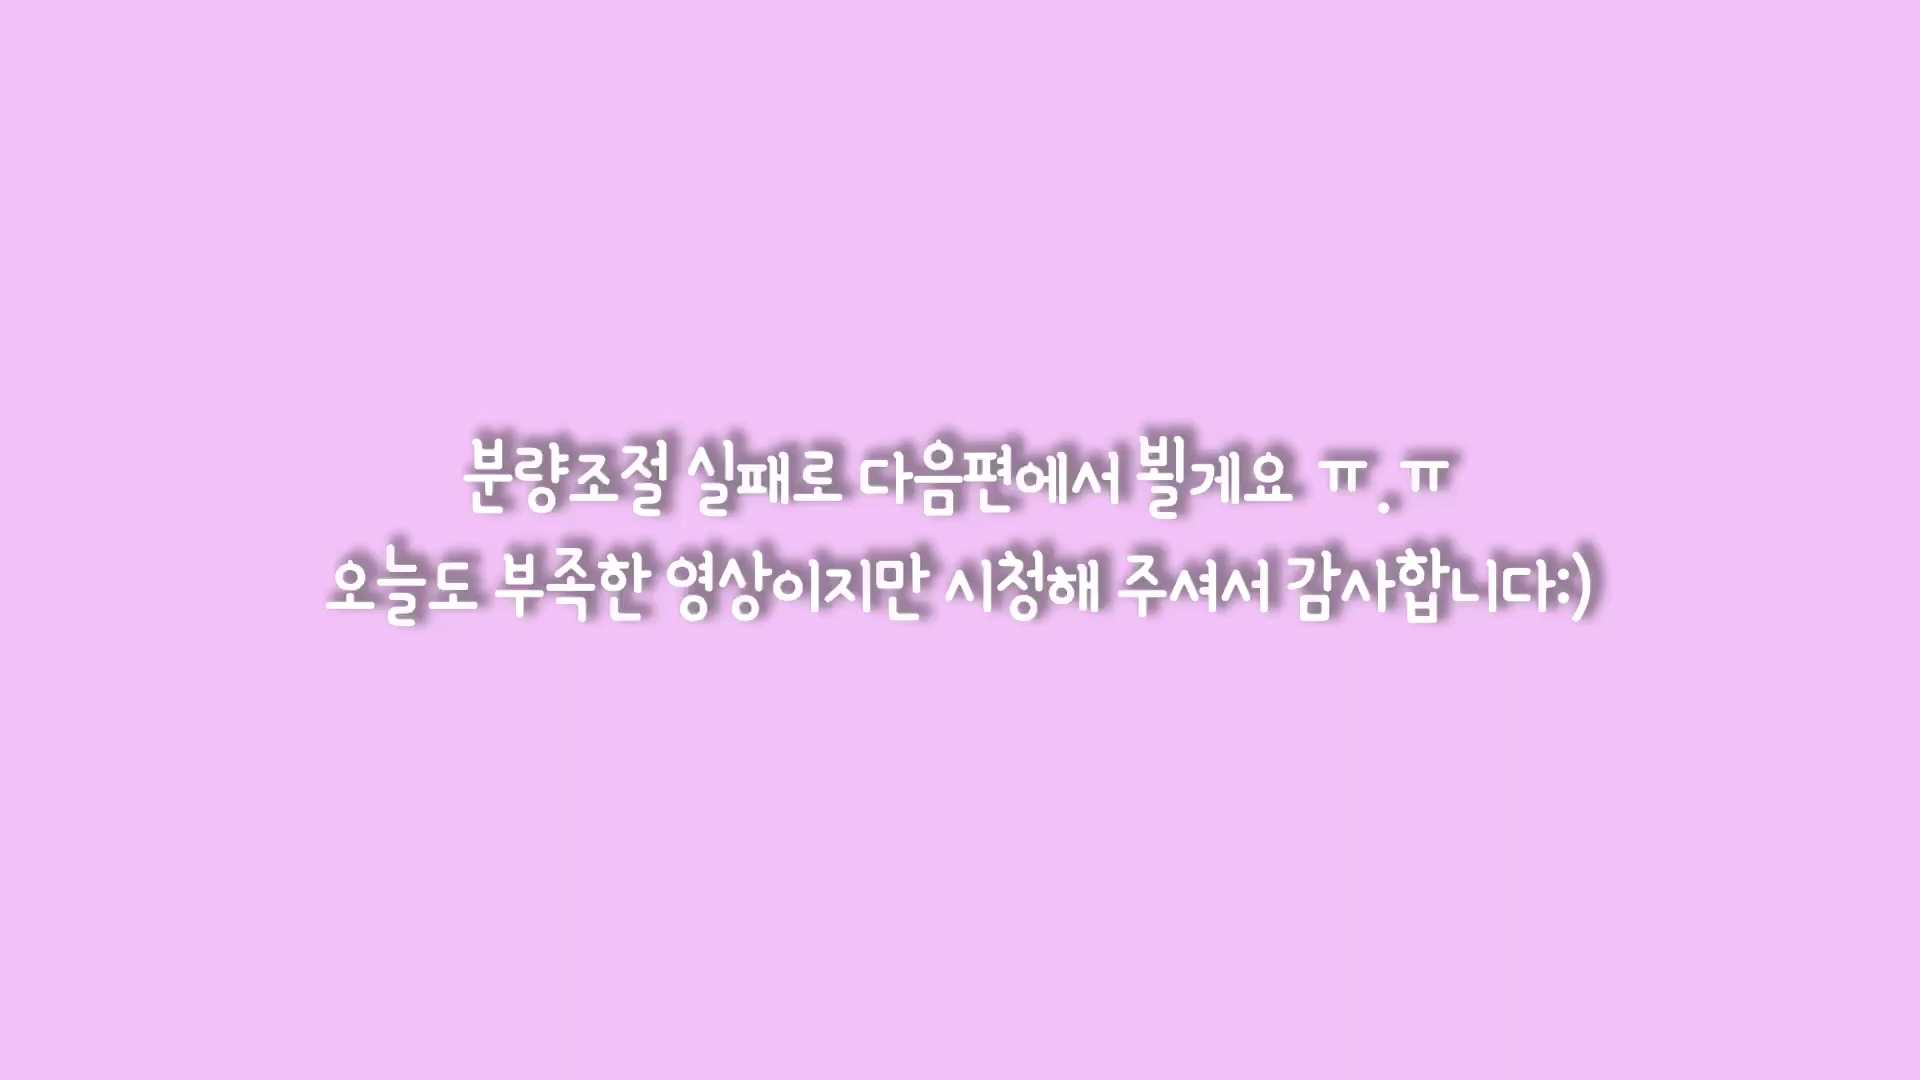 분량조절 실패로 다음편에서 뵐게요 ㅠ.ㅠ
오늘도 부족한 영상이지만 시청해 주셔서 감사합니다:)